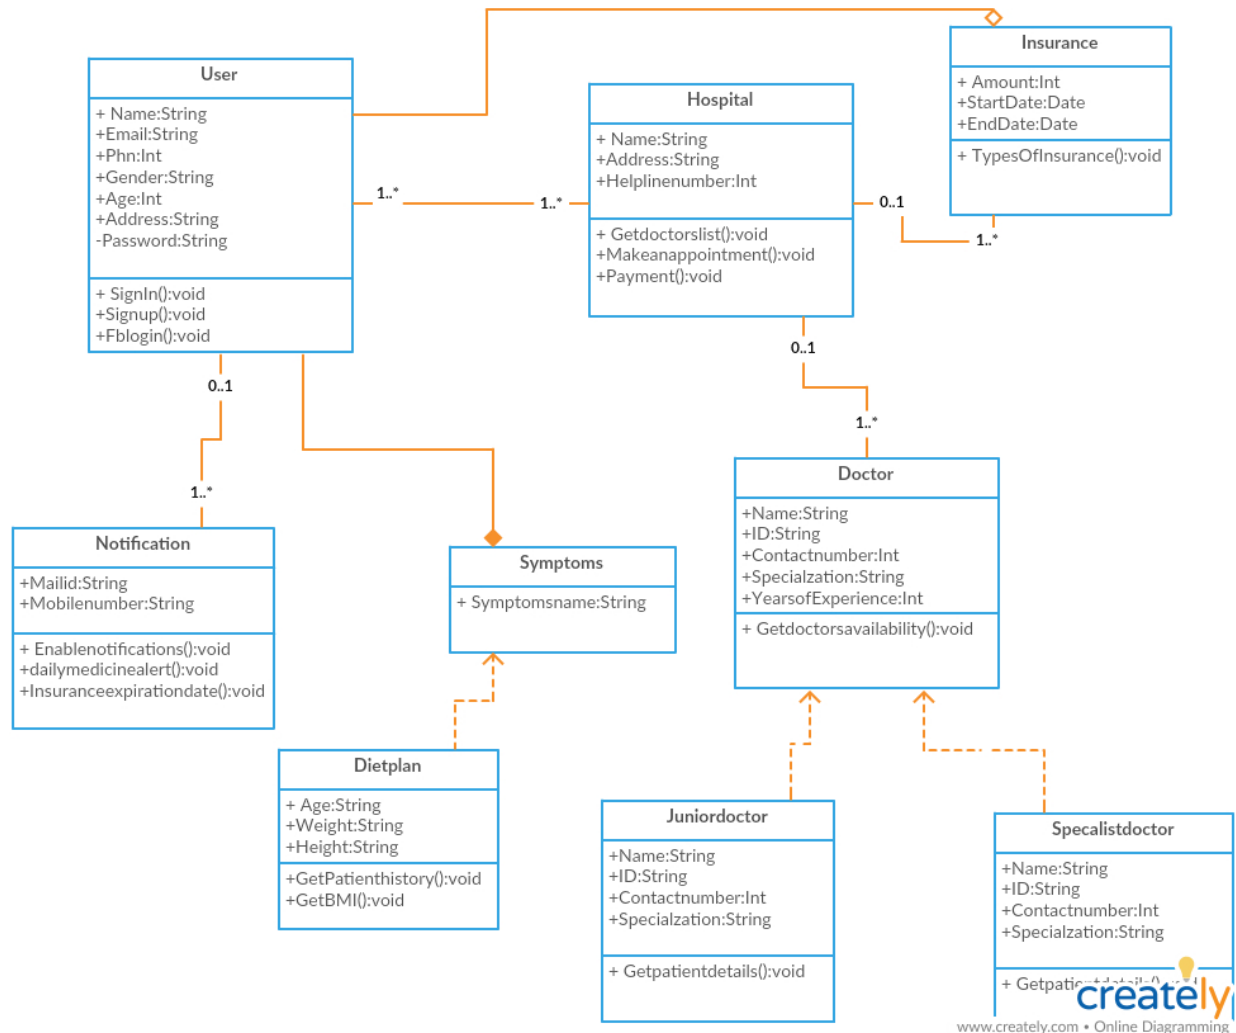 User
+ Name:String
+Email:String
+Phn:Int
+Gender:String
+Age:Int
+Address:String
-Password:String
+ SignIn():void
+Signup():void
+Fblogin():void
Hospital
+ Name:String
+Address:String
+Helplinenumber:Int
+ Getdoctorslist():void
+Makeanappointment():void
+Payment():void
Insurance
+ Amount:Int
+StartDate:Date
+EndDate:Date
+ TypesOfInsurance():void
1..*
1..*
0..1
1..*
0..1
1..*
0..1
1..*
Notification
+Mailid:String
+Mobilenumber:String
+ Enablenotifications():void
+dailymedicinealert():void
+Insuranceexpirationdate():void
Symptoms
+ Symptomsname:String
Doctor
+Name:String
+ID:String
+Contactnumber:Int
+Specialzation:String
+YearsofExperience:Int
+ Getdoctorsavailability():void
Dietplan
+ Age:String
+Weight:String
+Height:String
+GetPatienthistory():void
+GetBMI():void
Juniordoctor
+Name:String
+ID:String
+Contactnumber:Int
+Specialzation:String
+ Getpatientdetails():void
Specalistdoctor
+Name:String
+ID:String
+Contactnumber:Int
+Specialzation:String
+ Getpatientdetails():void
creately
www.creately.com • Online Diagramming